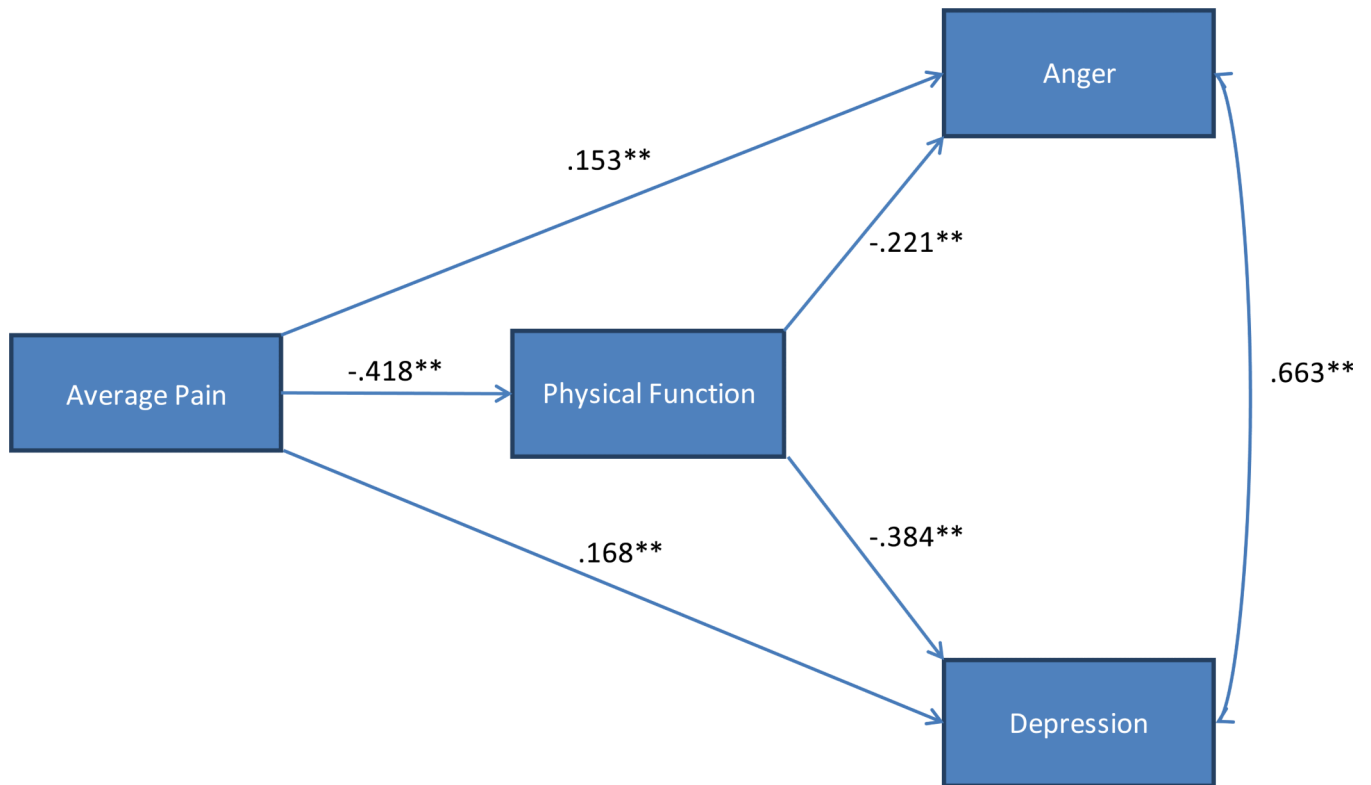 Anger
.153**
-.221**
Average Pain
-.418**
Physical Function
.663**
.168**
-.384**
Depression